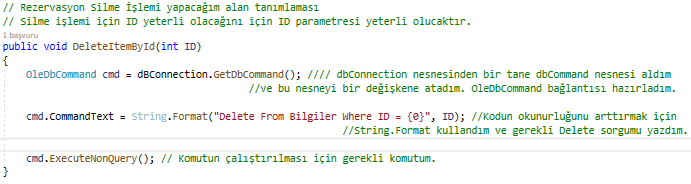 // Rezervasyon Silme İşlemi yapacağım alan tanımlaması
// Silme işlemi için ID yeterli olacağını için ID parametresi yeterli olucaktır.
1 başvuru
public void DeleteItemById(int ID)
{
OleDbCommand cmd = dBConnection.GetDbCommand(); //// dbConnection nesnesinden bir tane dbCommand nesnesi aldım
//ve bu nesneyi bir değişkene atadım. OleDbCommand bağlantısı hazırladım.
cmd.CommandText = String.Format("Delete From Bilgiler Where ID = {0}", ID); //Kodun okunurluğunu arttırmak için
//String.Format kullandım ve gerekli Delete sorgumu yazdım.
cmd.ExecuteNonQuery(); // Komutun çalıştırılması için gerekli komutum.
}